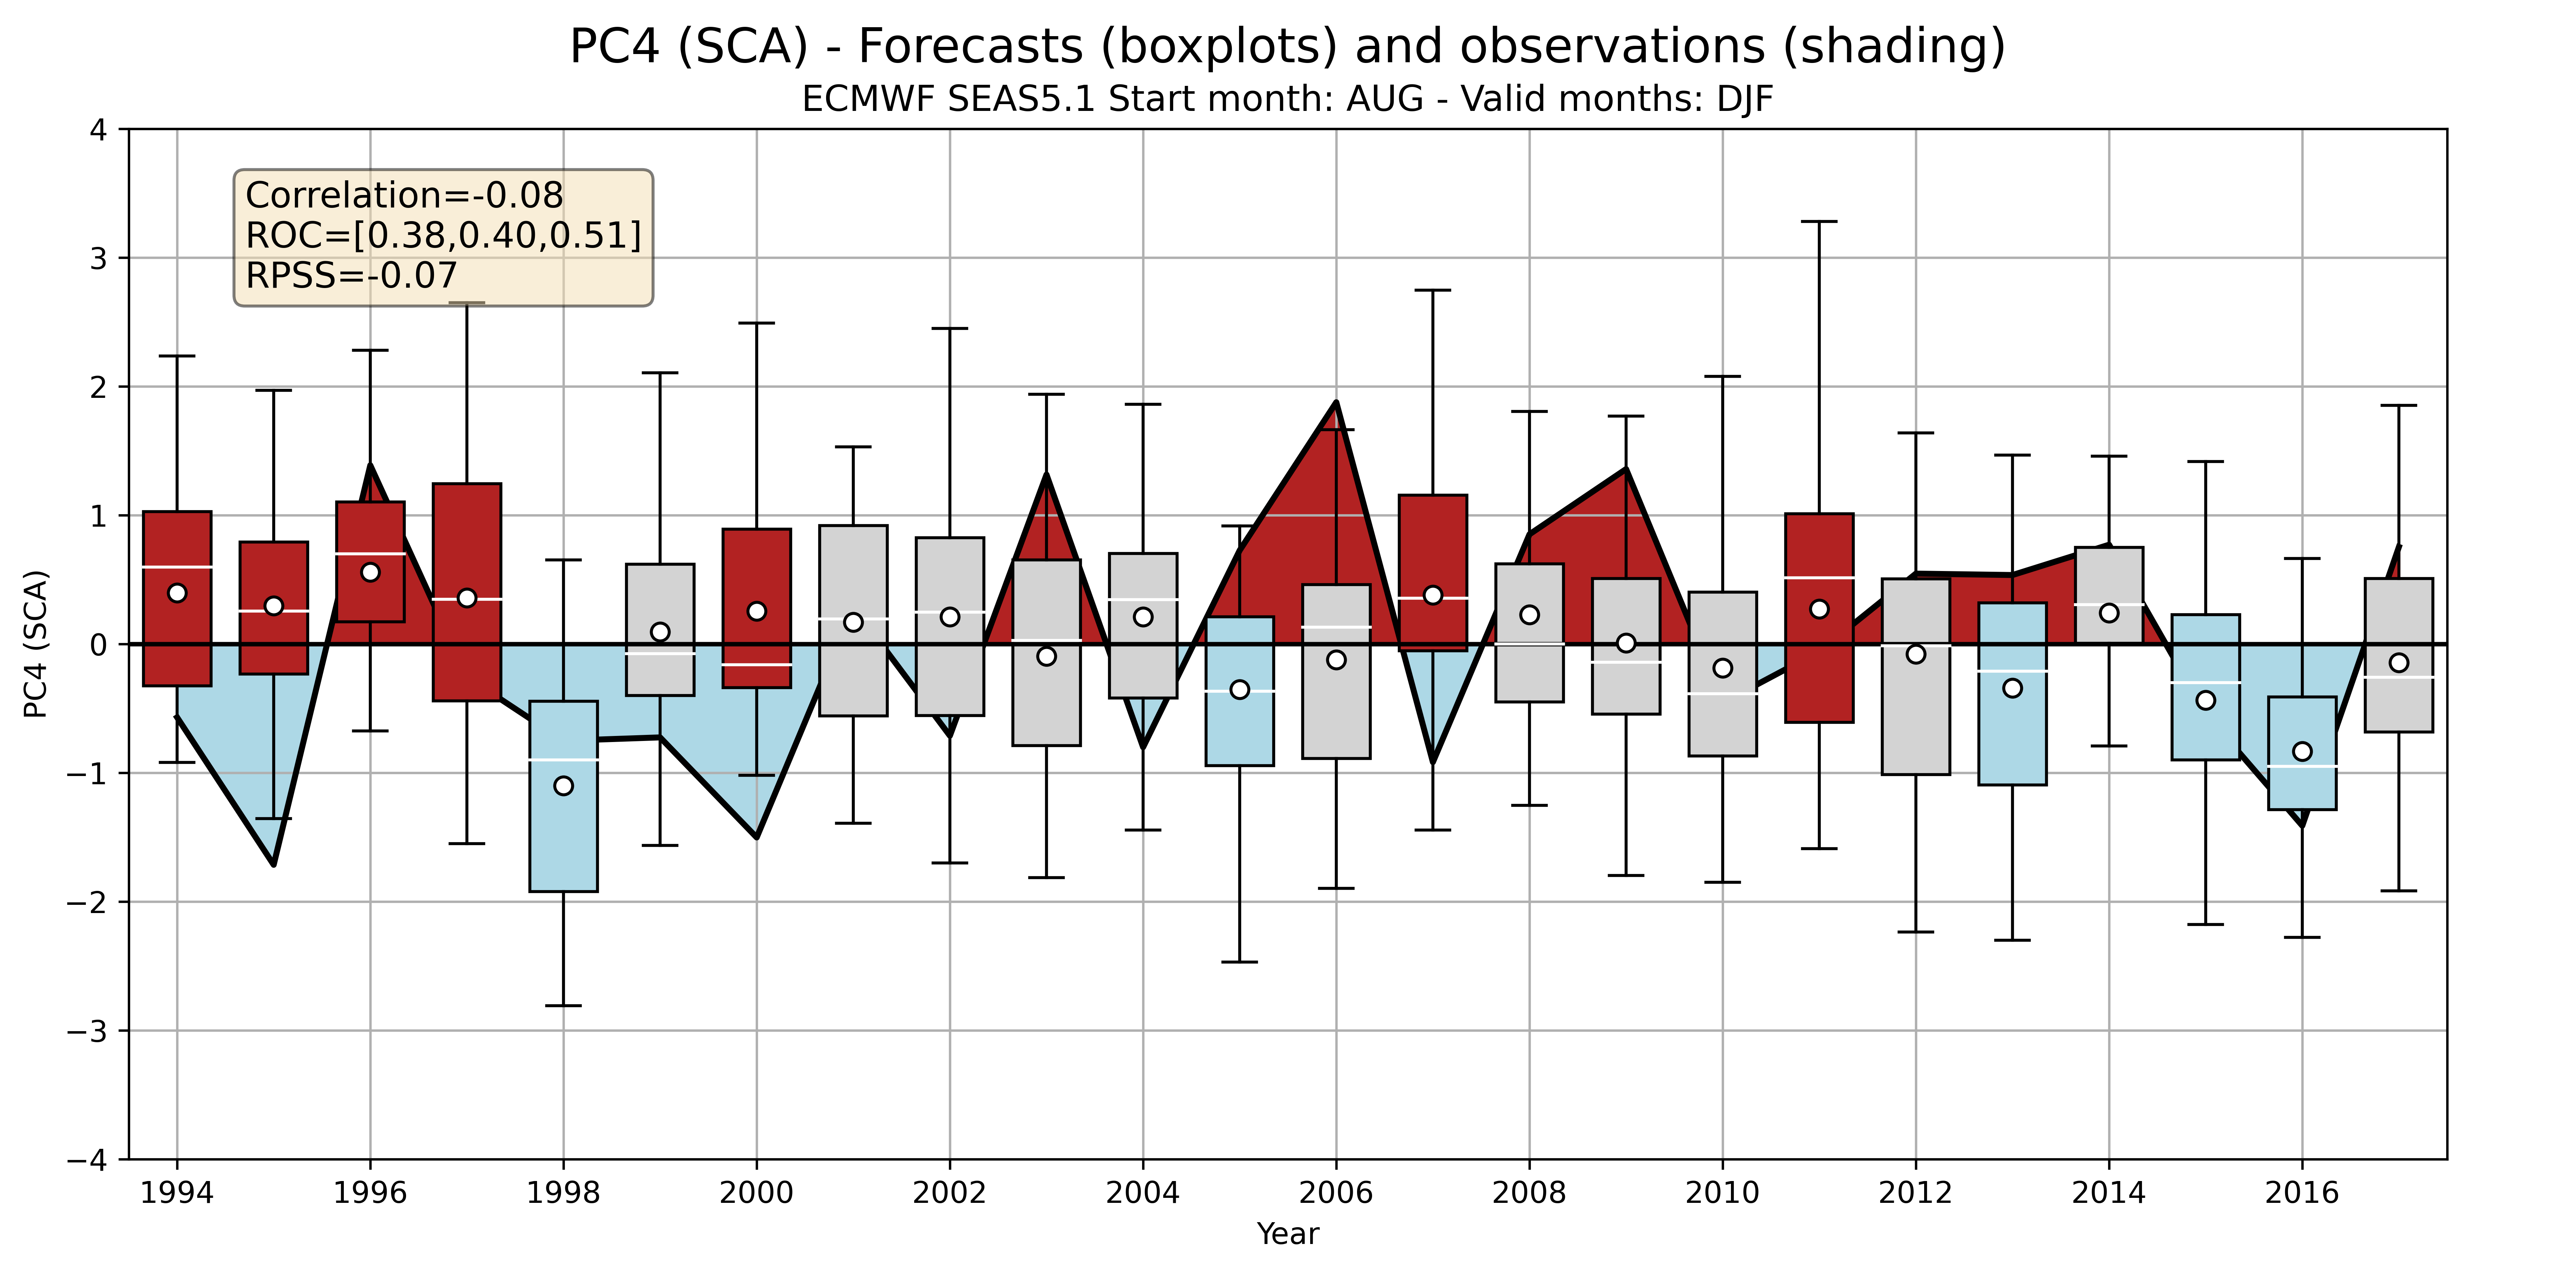 PC4 (SCA) - Forecasts (boxplots) and observations (shading)
ECMWF SEAS5.1 Start month: AUG - Valid months: DJF
Correlation=-0.08
ROC=[0.38,0.40,0.51]
RPSS=-0.07
PC4 (SCA)
4
3
2
1
0
−1
−2
−3
−4
1994 1996 1998 2000 2002 2004 2006 2008 2010 2012 2014 2016
Year